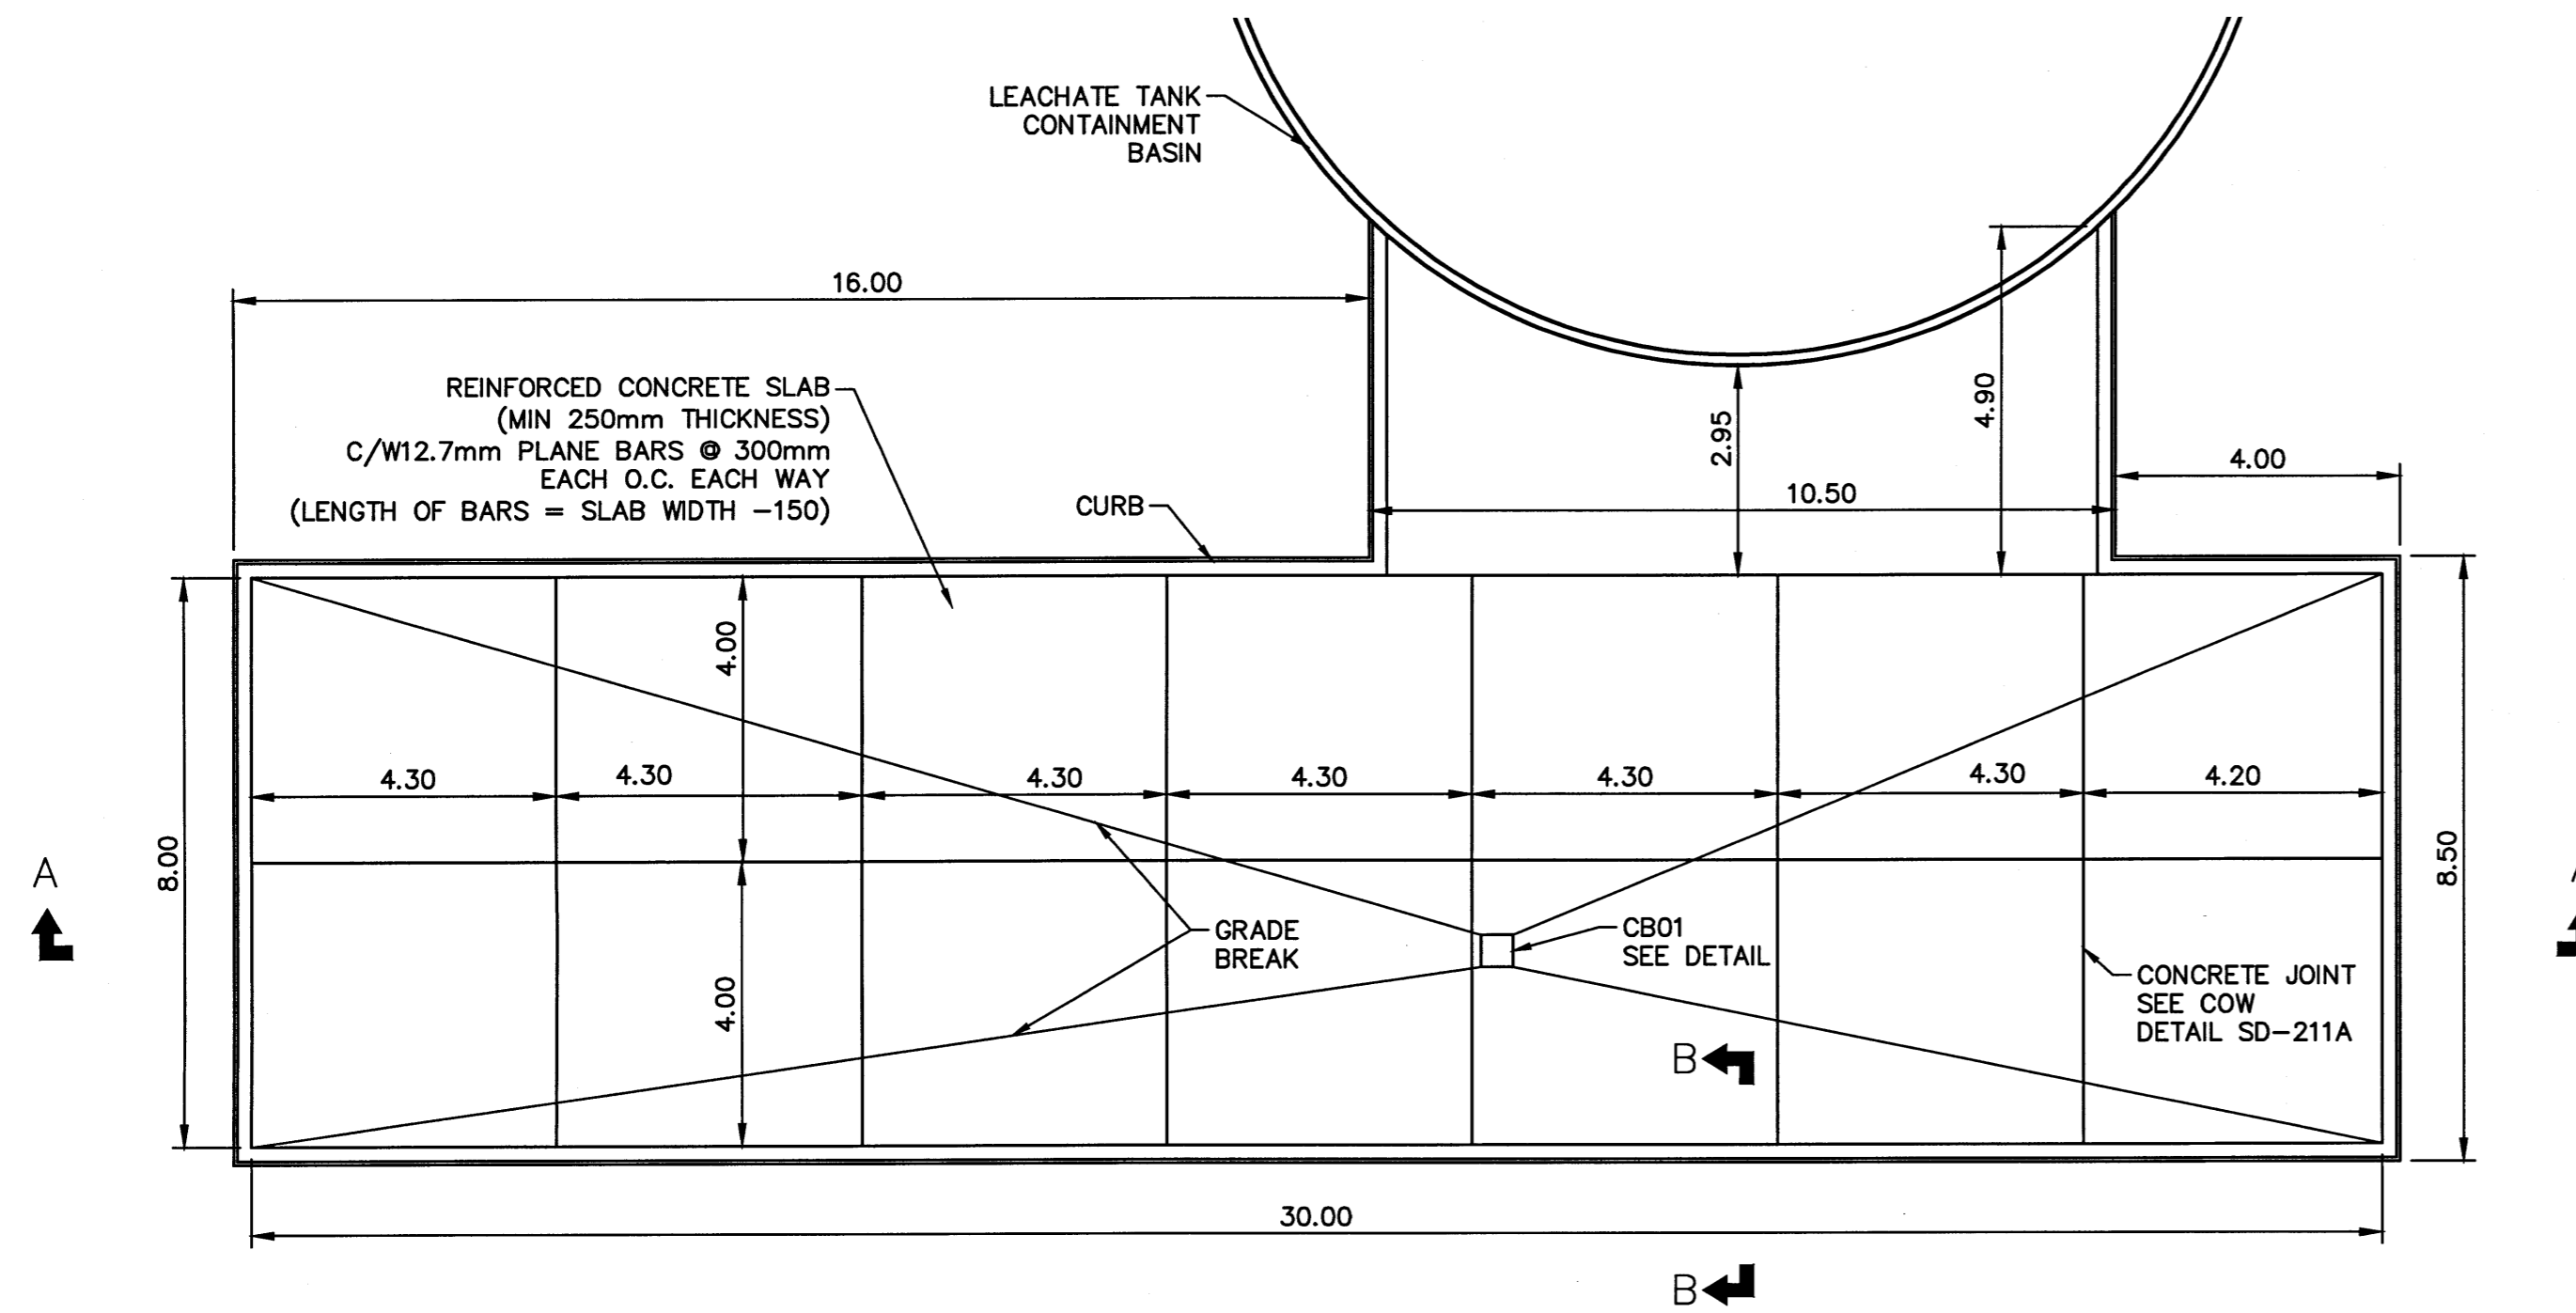 LEACHATE TANK
CONTAINMENT
BASIN
16.00
REINFORCED CONCRETE SLAB
(MIN 250mm THICKNESS)
C/W12.7mm PLANE BARS @ 300mm
EACH O.C. EACH WAY
(LENGTH OF BARS = SLAB WIDTH -150)
CURB
2.95
4.90
10.50
4.00
4.00
4.30
4.30
4.30
4.30
4.30
4.30
4.20
8.00
8.50
A
4.00
GRADE
BREAK
CB01
SEE DETAIL
CONCRETE JOINT
SEE COW
DETAIL SD-211A
B
30.00
B